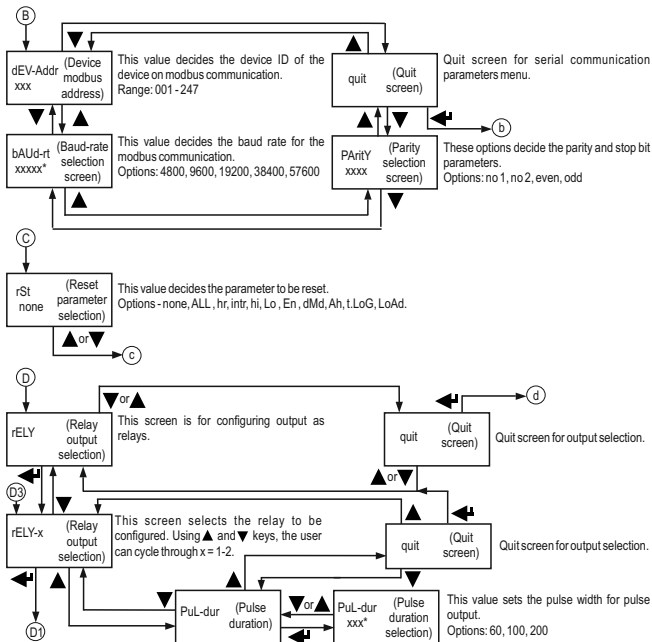 B
dEV-Addr
xxx
(Device
modbus
address)
This value decides the device ID of the
device on modbus communication.
Range: 001 - 247
quit
(Quit
screen)
Quit screen for serial communication
parameters menu.
b
bAUd-rt
xxxxx*
(Baud-rate
selection
screen)
This value decides the baud rate for the
modbus communication.
Options: 4800, 9600, 19200, 38400, 57600
PAritY
xxxx
(Parity
selection
screen)
These options decide the parity and stop bit
parameters.
Options: no 1, no 2, even, odd
C
rSt
none
(Reset
parameter
selection)
This value decides the parameter to be reset.
Options - none, ALL , hr, intr, hi, Lo , En , dMd, Ah, t.LoG, LoAd.
▲or▼
c
D
▼or▲
d
rELY
(Relay
output
selection)
This screen is for configuring output as
relays.
quit
(Quit
screen)
Quit screen for output selection.
▲or▼
D3
rELY-x
(Relay
output
selection)
This screen selects the relay to be
configured. Using ▲ and ▼ keys, the user
can cycle through x = 1-2.
quit
(Quit
screen)
Quit screen for output selection.
D1
PuL-dur
(Pulse
duration)
▼or▲
PuL-dur
xxx*
(Pulse
duration
selection)
This value sets the pulse width for pulse
output.
Options: 60, 100, 200